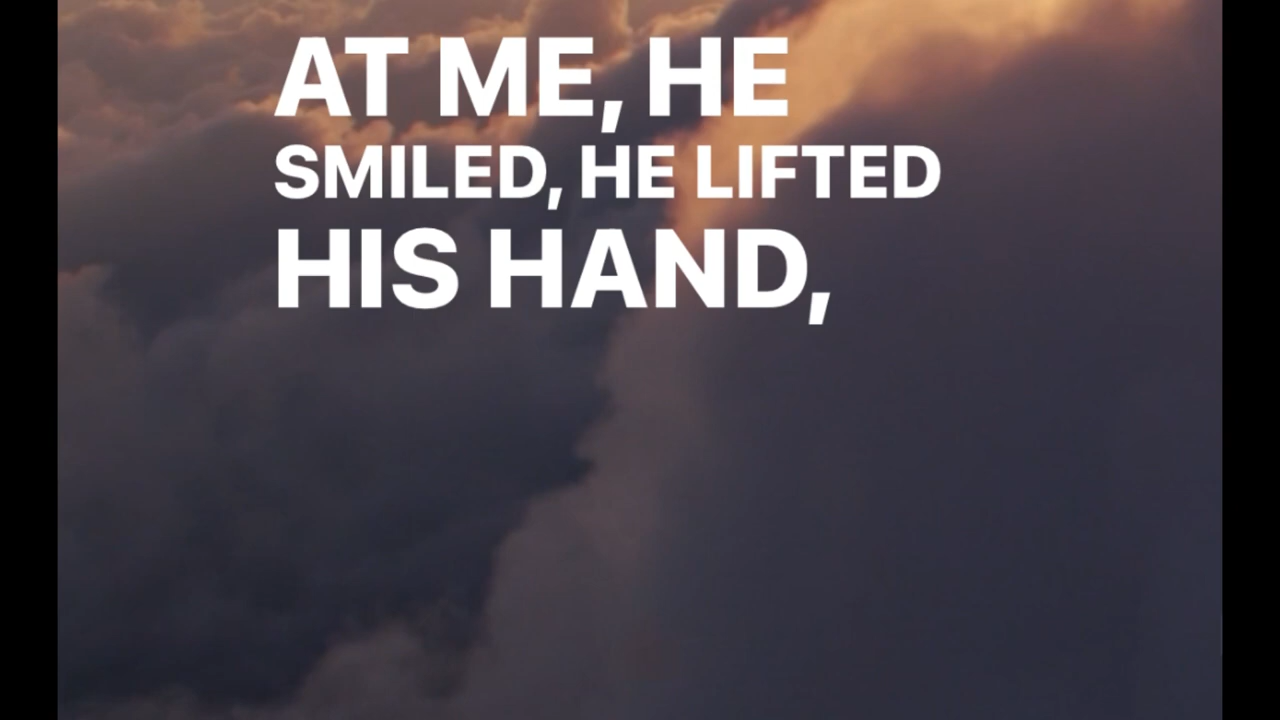 AT ME, HE
SMILED, HE LIFTED
HIS HAND,